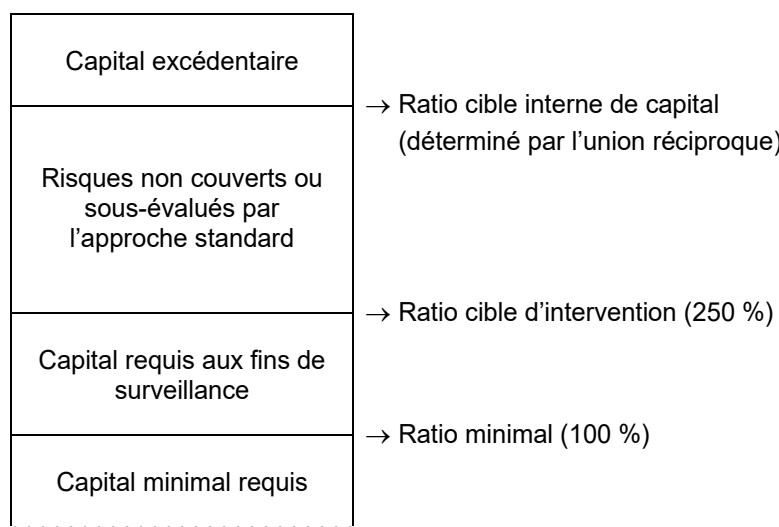 Capital excédentaire
→ Ratio cible interne de capital
(déterminé par l'union réciproque)
Risques non couverts ou
sous-évalués par
l'approche standard
→ Ratio cible d'intervention (250 %)
Capital requis aux fins de
surveillance
→ Ratio minimal (100 %)
Capital minimal requis